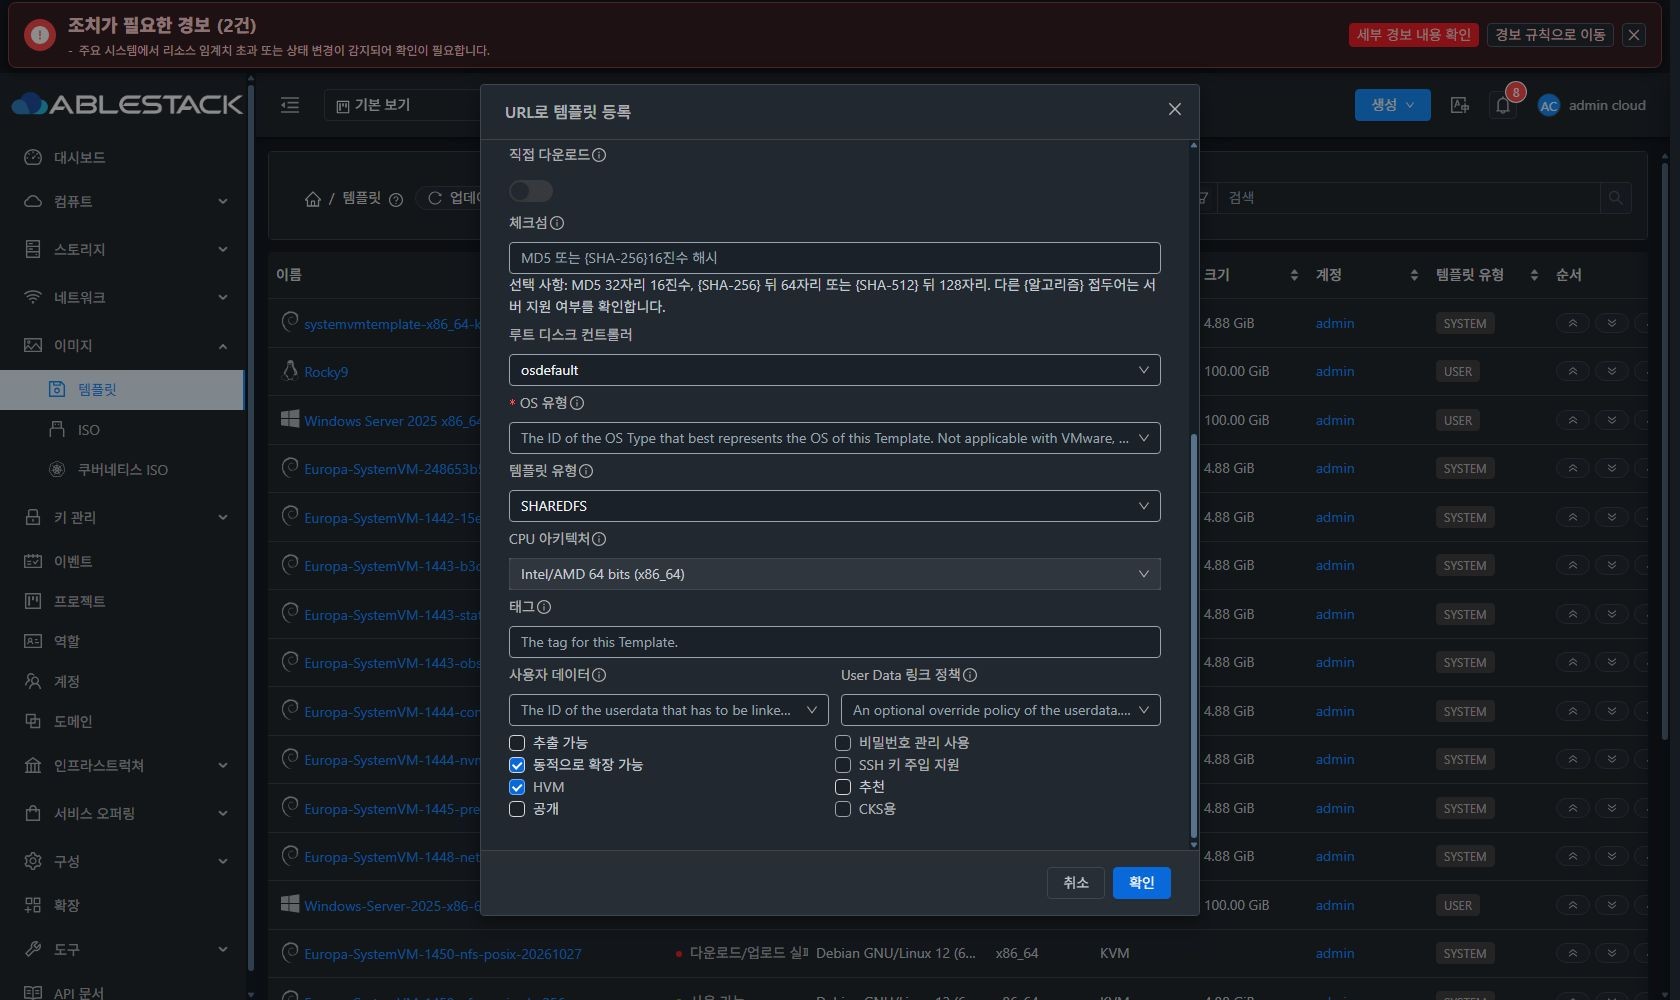 조치가 필요한 경보 (2건)
- 주요 시스템에서 리소스 임계치 초과 또는 상태 변경이 감지되어 확인이 필요합니다.
세부 경보 내용 확인
경보 규칙으로 이동
ABLESTACK
기본 보기
생성
8
AC
admin cloud
대시보드
컴퓨트
스토리지
네트워크
이미지
템플릿
ISO
쿠버네티스 ISO
키 관리
이벤트
프로젝트
역할
계정
도메인
인프라스트럭쳐
서비스 오퍼링
구성
확장
도구
API 문서
/ 템플릿
검색
이름
크기
계정
템플릿 유형
순서
systemvmtemplate-x86_64-k
4.88 GiB
admin
SYSTEM
Rocky9
100.00 GiB
admin
USER
Windows Server 2025 x86_64
100.00 GiB
admin
USER
Europa-SystemVM-248653b
4.88 GiB
admin
SYSTEM
Europa-SystemVM-1442-15e
4.88 GiB
admin
SYSTEM
Europa-SystemVM-1443-b3c
4.88 GiB
admin
SYSTEM
Europa-SystemVM-1443-stat
4.88 GiB
admin
SYSTEM
Europa-SystemVM-1443-obs
4.88 GiB
admin
SYSTEM
Europa-SystemVM-1444-cor
4.88 GiB
admin
SYSTEM
Europa-SystemVM-1444-nvr
4.88 GiB
admin
SYSTEM
Europa-SystemVM-1445-pre
4.88 GiB
admin
SYSTEM
Europa-SystemVM-1448-net
4.88 GiB
admin
SYSTEM
Windows-Server-2025-x86-6
100.00 GiB
admin
USER
Europa-SystemVM-1450-nfs-posix-20261027
다운로드/업로드 실패
Debian GNU/Linux 12 (6...
x86_64
KVM
admin
SYSTEM
URL로 템플릿 등록
직접 다운로드
체크섬
MD5 또는 {SHA-256}16진수 해시
선택 사항: MD5 32자리 16진수, {SHA-256} 뒤 64자리 또는 {SHA-512} 뒤 128자리. 다른 {알고리즘} 접두어는 서
버 지원 여부를 확인합니다.
루트 디스크 컨트롤러
osdefault
* OS 유형
The ID of the OS Type that best represents the OS of this Template. Not applicable with VMware, ...
템플릿 유형
SHAREDFS
CPU 아키텍처
Intel/AMD 64 bits (x86_64)
태그
The tag for this Template.
사용자 데이터
User Data 링크 정책
The ID of the userdata that has to be linke...
An optional override policy of the userdata....
추출 가능
비밀번호 관리 사용
동적으로 확장 가능
SSH 키 주입 지원
HVM
추천
공개
CKS용
취소
확인